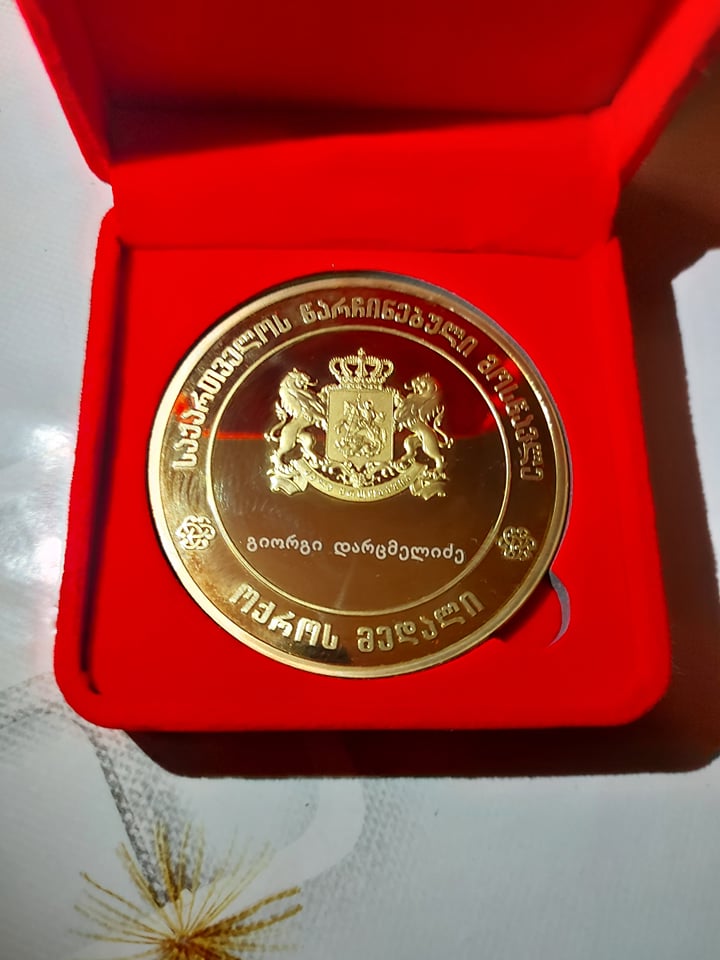 საქართველოს წარჩინებული მოსწავლე
გიორგი დარცმელიძე
ოქროს მედალი